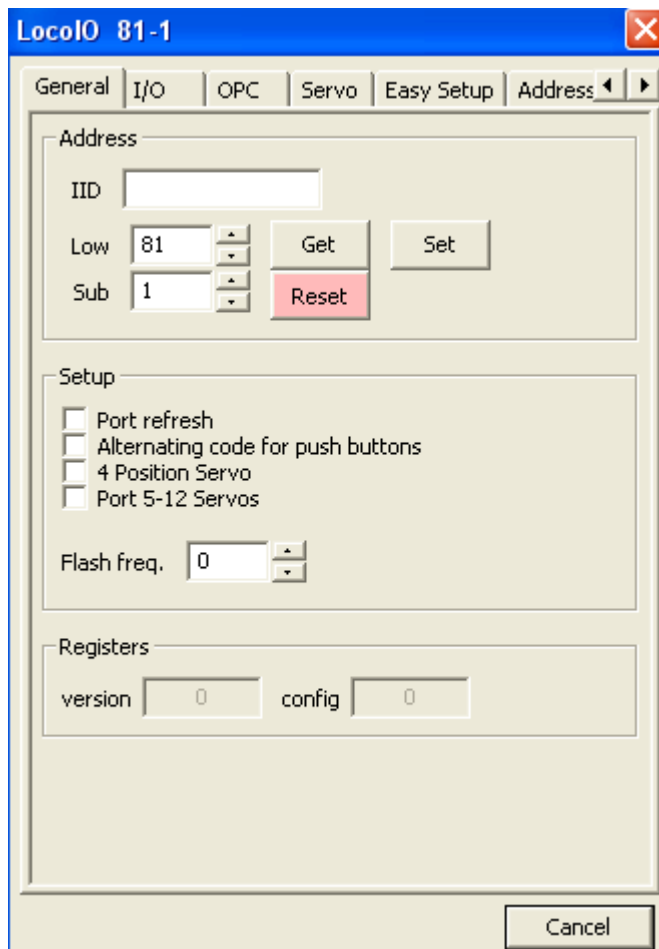 LocoIO 81-1
General I/O OPC Servo Easy Setup Address
Address
IID
Low 81 Get Set
Sub 1 Reset
Setup
Port refresh
Alternating code for push buttons
4 Position Servo
Port 5-12 Servos
Flash freq. 0
Registers
version 0 config 0
Cancel